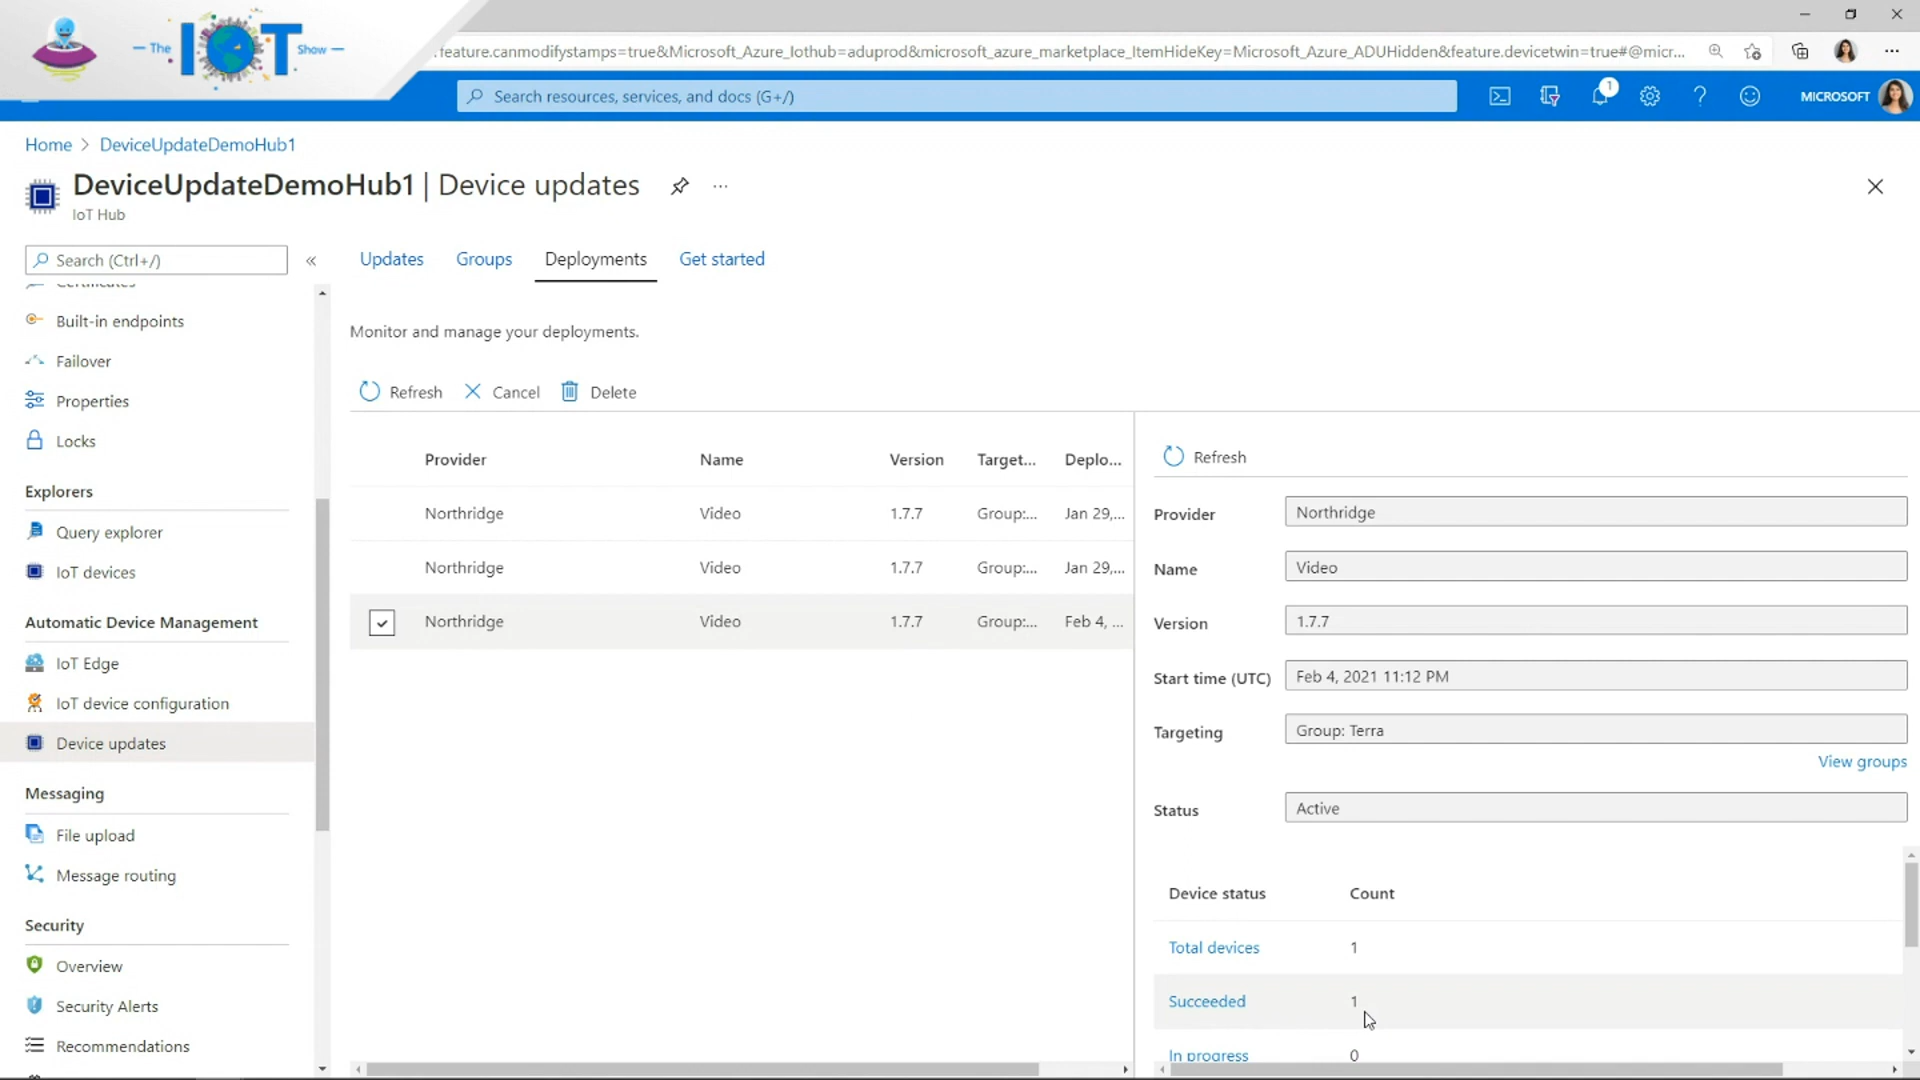 The IoT Show
.feature.canmodifystamps=true&Microsoft_Azure_Iothub=aduprod&microsoft_azure_marketplace_ItemHideKey=Microsoft_Azure_ADUHidden&feature.devicetwin=true#@micr...
Search resources, services, and docs (G+/)
1
MICROSOFT
Home > DeviceUpdateDemoHub1
DeviceUpdateDemoHub1 | Device updates
IoT Hub
Search (Ctrl+/)
Updates Groups Deployments Get started
Certificates
Built-in endpoints
Failover
Properties
Locks
Explorers
Query explorer
IoT devices
Automatic Device Management
IoT Edge
IoT device configuration
Device updates
Messaging
File upload
Message routing
Security
Overview
Security Alerts
Recommendations
Monitor and manage your deployments.
Refresh Cancel Delete
Provider Name Version Target... Deplo...
Northridge Video 1.7.7 Group:... Jan 29,...
Northridge Video 1.7.7 Group:... Jan 29,...
Northridge Video 1.7.7 Group:... Feb 4, ...
Refresh
Provider Northridge
Name Video
Version 1.7.7
Start time (UTC) Feb 4, 2021 11:12 PM
Targeting Group: Terra
View groups
Status Active
Device status Count
Total devices 1
Succeeded 1
In progress 0